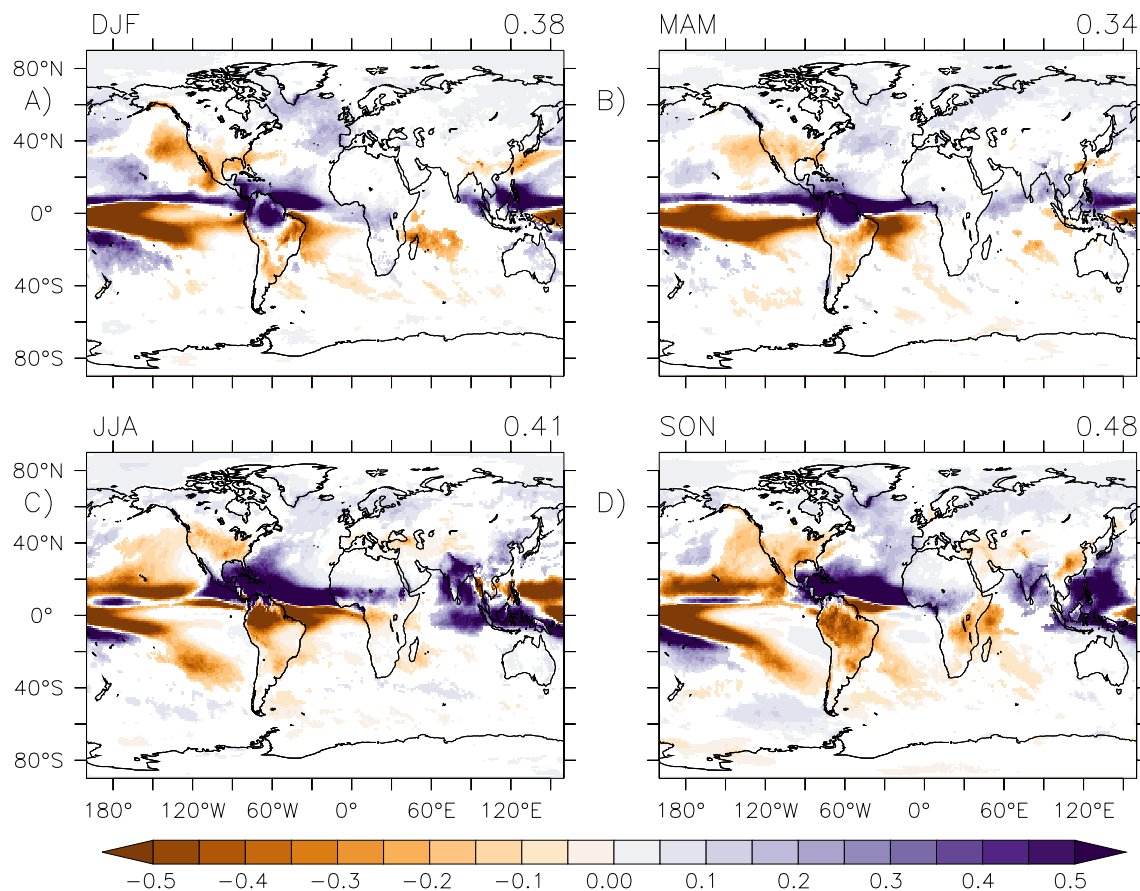 DJF 0.38 MAM 0.34
80°N
A) B)
40°N
0°
40°S
80°S
JJA 0.41 SON 0.48
80°N
C) D)
40°N
0°
40°S
80°S
180° 120°W 60°W 0° 60°E 120°E 180° 120°W 60°W 0° 60°E 120°E
−0.5 −0.4 −0.3 −0.2 −0.1 0.00 0.1 0.2 0.3 0.4 0.5